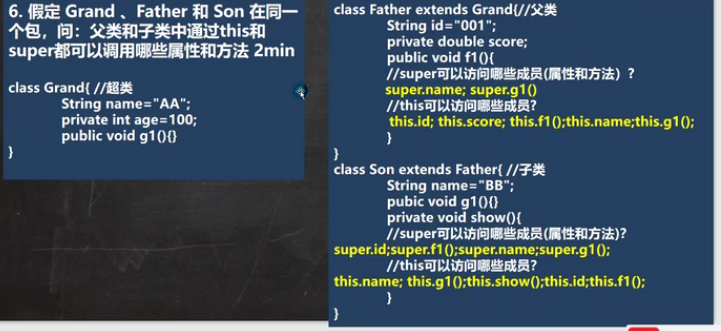 6. 假定 Grand 、Father 和 Son 在同一
个包，问：父类和子类中通过this和
super都可以调用哪些属性和方法 2min
class Grand{ //超类
String name="AA";
private int age=100;
public void g1(){}
}
class Father extends Grand{//父类
String id="001";
private double score;
public void f1(){
//super可以访问哪些成员(属性和方法）?
super.name; super.g1()
//this可以访问哪些成员?
this.id; this.score; this.f1();this.name;this.g1();
}
}
class Son extends Father{ //子类
String name="BB";
pubic void g1(){}
private void show(){
//super可以访问哪些成员(属性和方法)?
super.id;super.f1();super.name;super.g1();
//this可以访问哪些成员?
this.name; this.g1();this.show();this.id;this.f1();
}
}